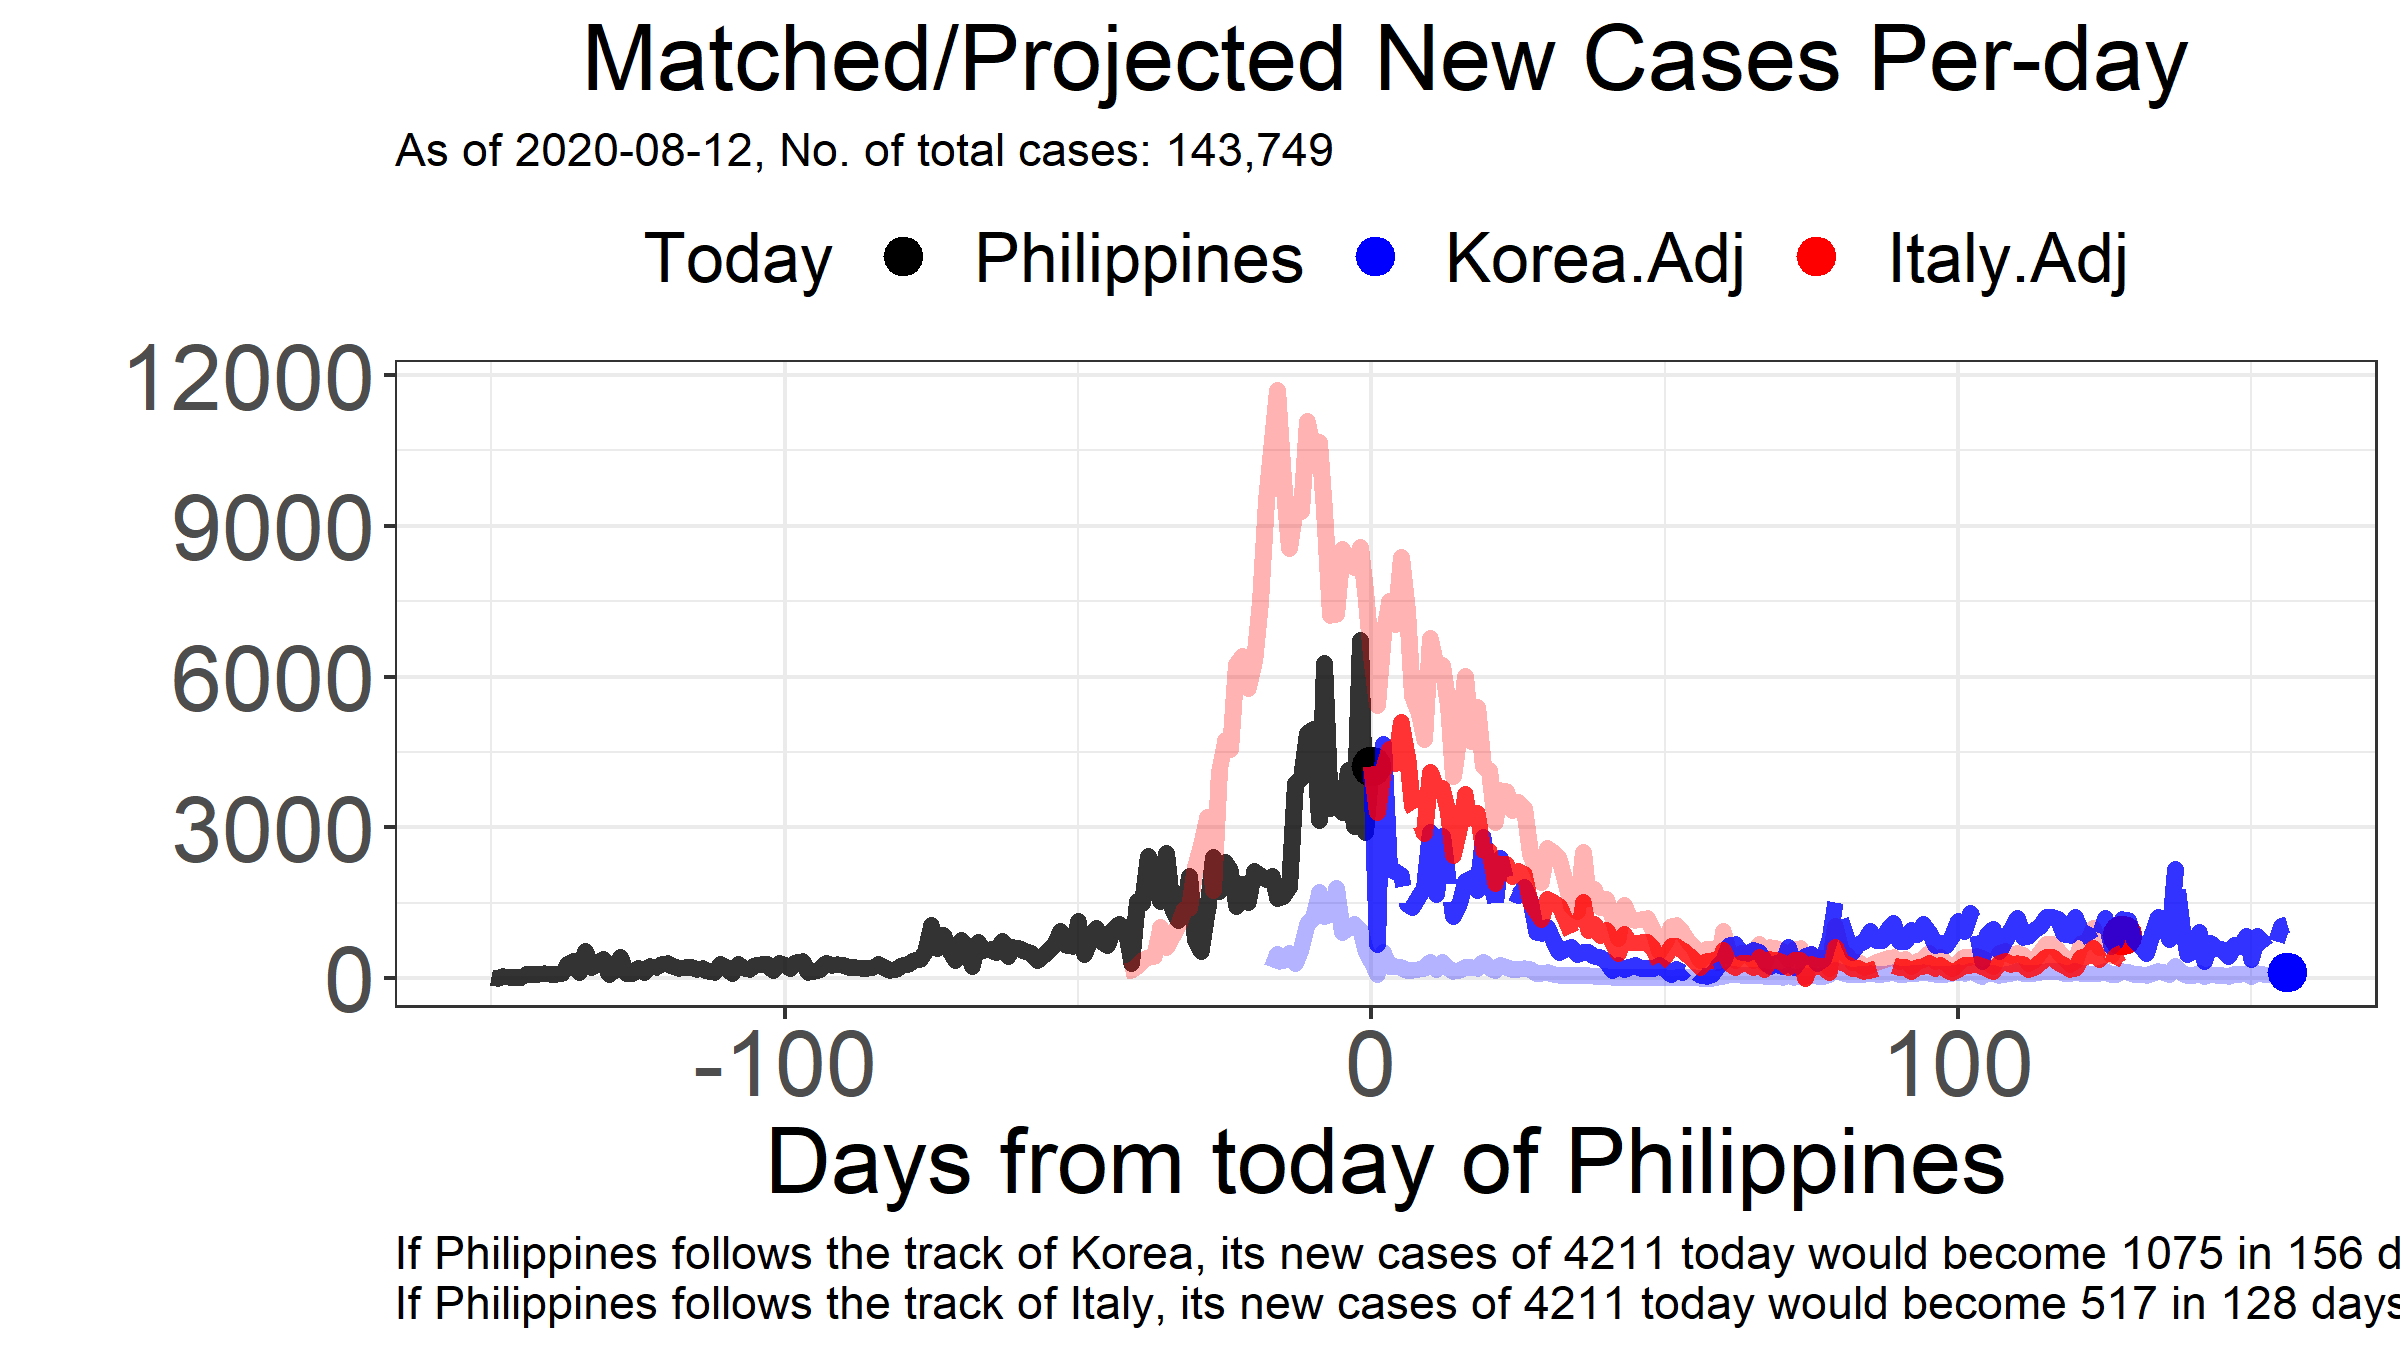 Matched/Projected New Cases Per-day
As of 2020-08-12, No. of total cases: 143,749
Today Philippines Korea.Adj Italy.Adj
12000
9000
6000
3000
0
-100 0 100
Days from today of Philippines
If Philippines follows the track of Korea, its new cases of 4211 today would become 1075 in 156 d
If Philippines follows the track of Italy, its new cases of 4211 today would become 517 in 128 days